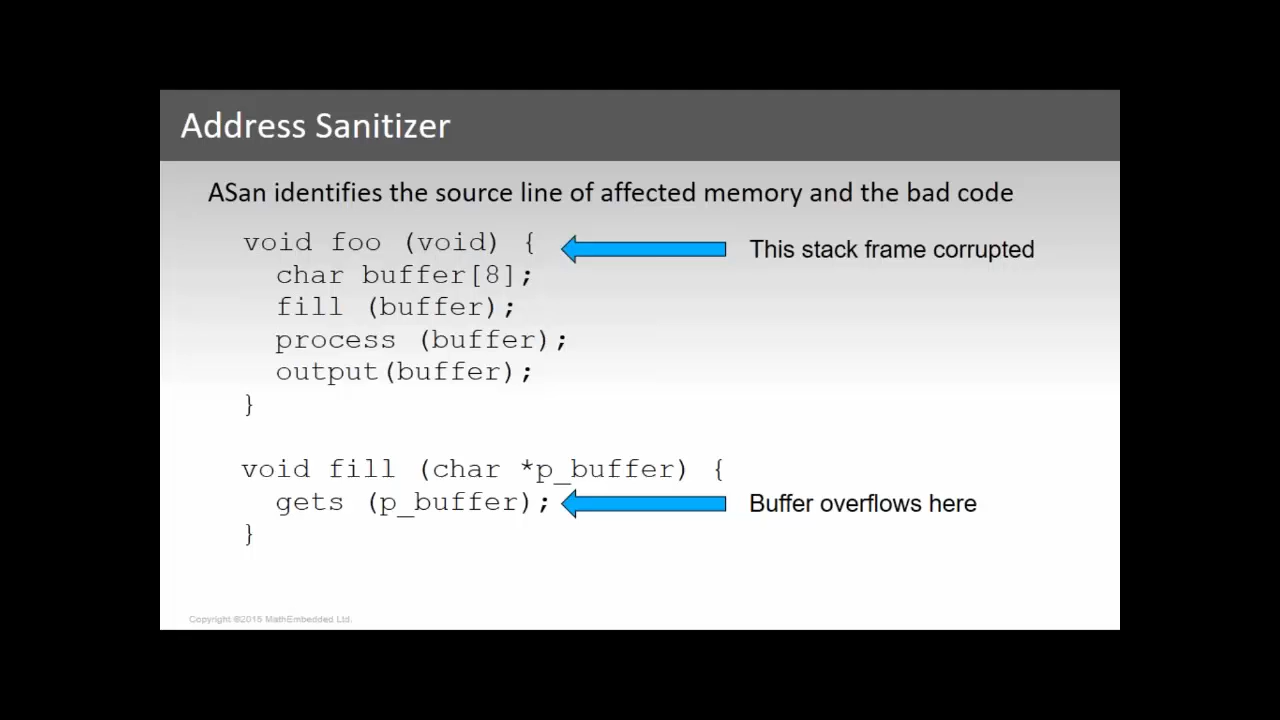 Address Sanitizer
ASan identifies the source line of affected memory and the bad code
void foo (void) {
This stack frame corrupted
char buffer[8];
fill (buffer);
process (buffer);
output(buffer);
}
void fill (char *p_buffer) {
gets (p_buffer);
Buffer overflows here
}
Copyright ©2015 MathEmbedded Ltd.